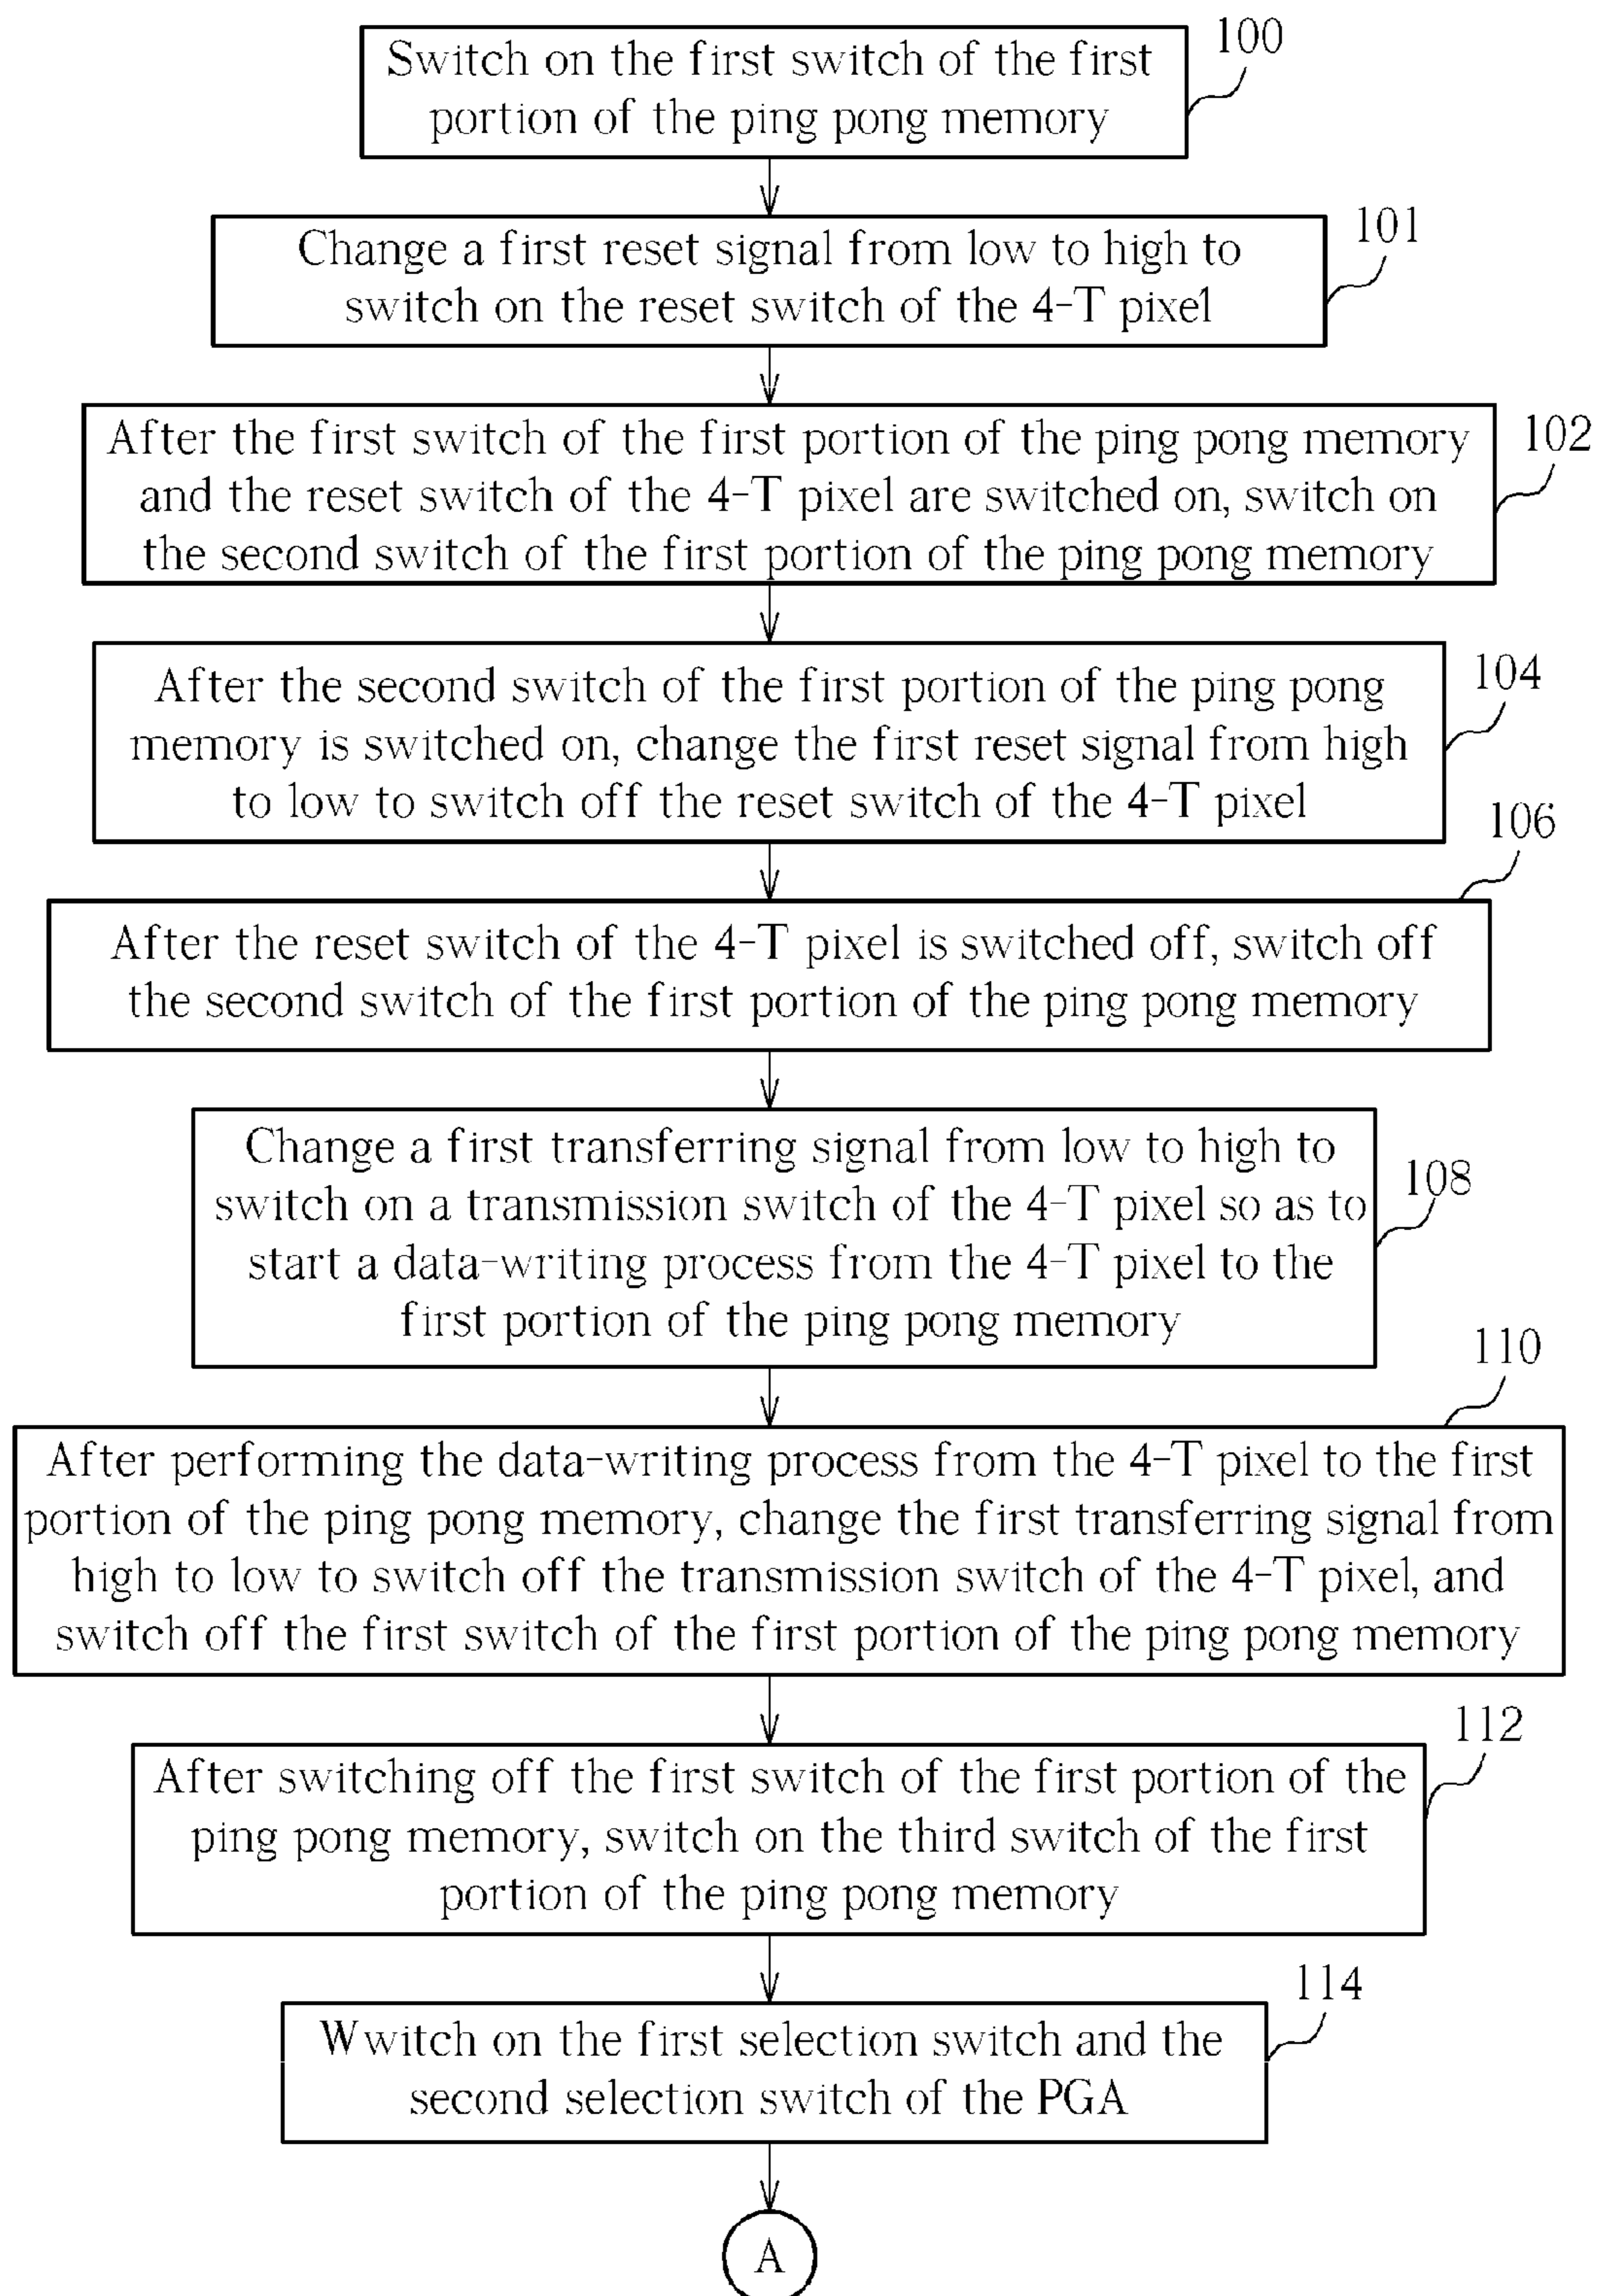 Switch on the first switch of the first
portion of the ping pong memory
100
Change a first reset signal from low to high to
switch on the reset switch of the 4-T pixel
101
After the first switch of the first portion of the ping pong memory
and the reset switch of the 4-T pixel are switched on, switch on
the second switch of the first portion of the ping pong memory
102
After the second switch of the first portion of the ping pong
memory is switched on, change the first reset signal from high
to low to switch off the reset switch of the 4-T pixel
104
After the reset switch of the 4-T pixel is switched off, switch off
the second switch of the first portion of the ping pong memory
106
Change a first transferring signal from low to high to
switch on a transmission switch of the 4-T pixel so as to
start a data-writing process from the 4-T pixel to the
first portion of the ping pong memory
108
After performing the data-writing process from the 4-T pixel to the first
portion of the ping pong memory, change the first transferring signal from
high to low to switch off the transmission switch of the 4-T pixel, and
switch off the first switch of the first portion of the ping pong memory
110
After switching off the first switch of the first portion of the
ping pong memory, switch on the third switch of the first
portion of the ping pong memory
112
Wwitch on the first selection switch and the
second selection switch of the PGA
114
A